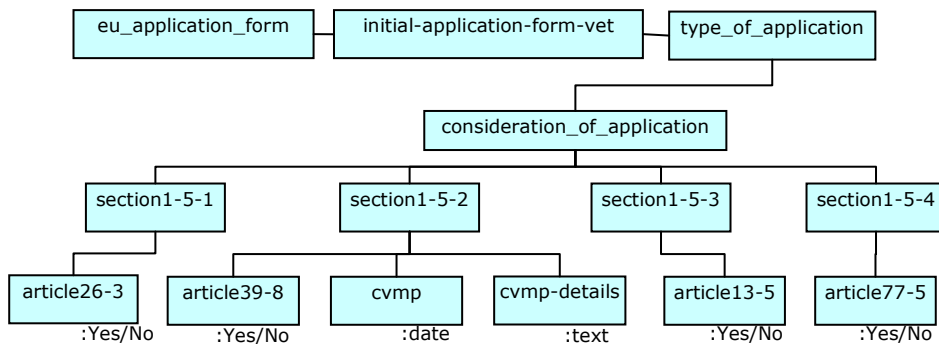 eu_application_form
initial-application-form-vet
type_of_application
consideration_of_application
section1-5-1
section1-5-2
section1-5-3
section1-5-4
article26-3
article39-8
cvmp
cvmp-details
article13-5
article77-5
:Yes/No
:Yes/No
:date
:text
:Yes/No
:Yes/No